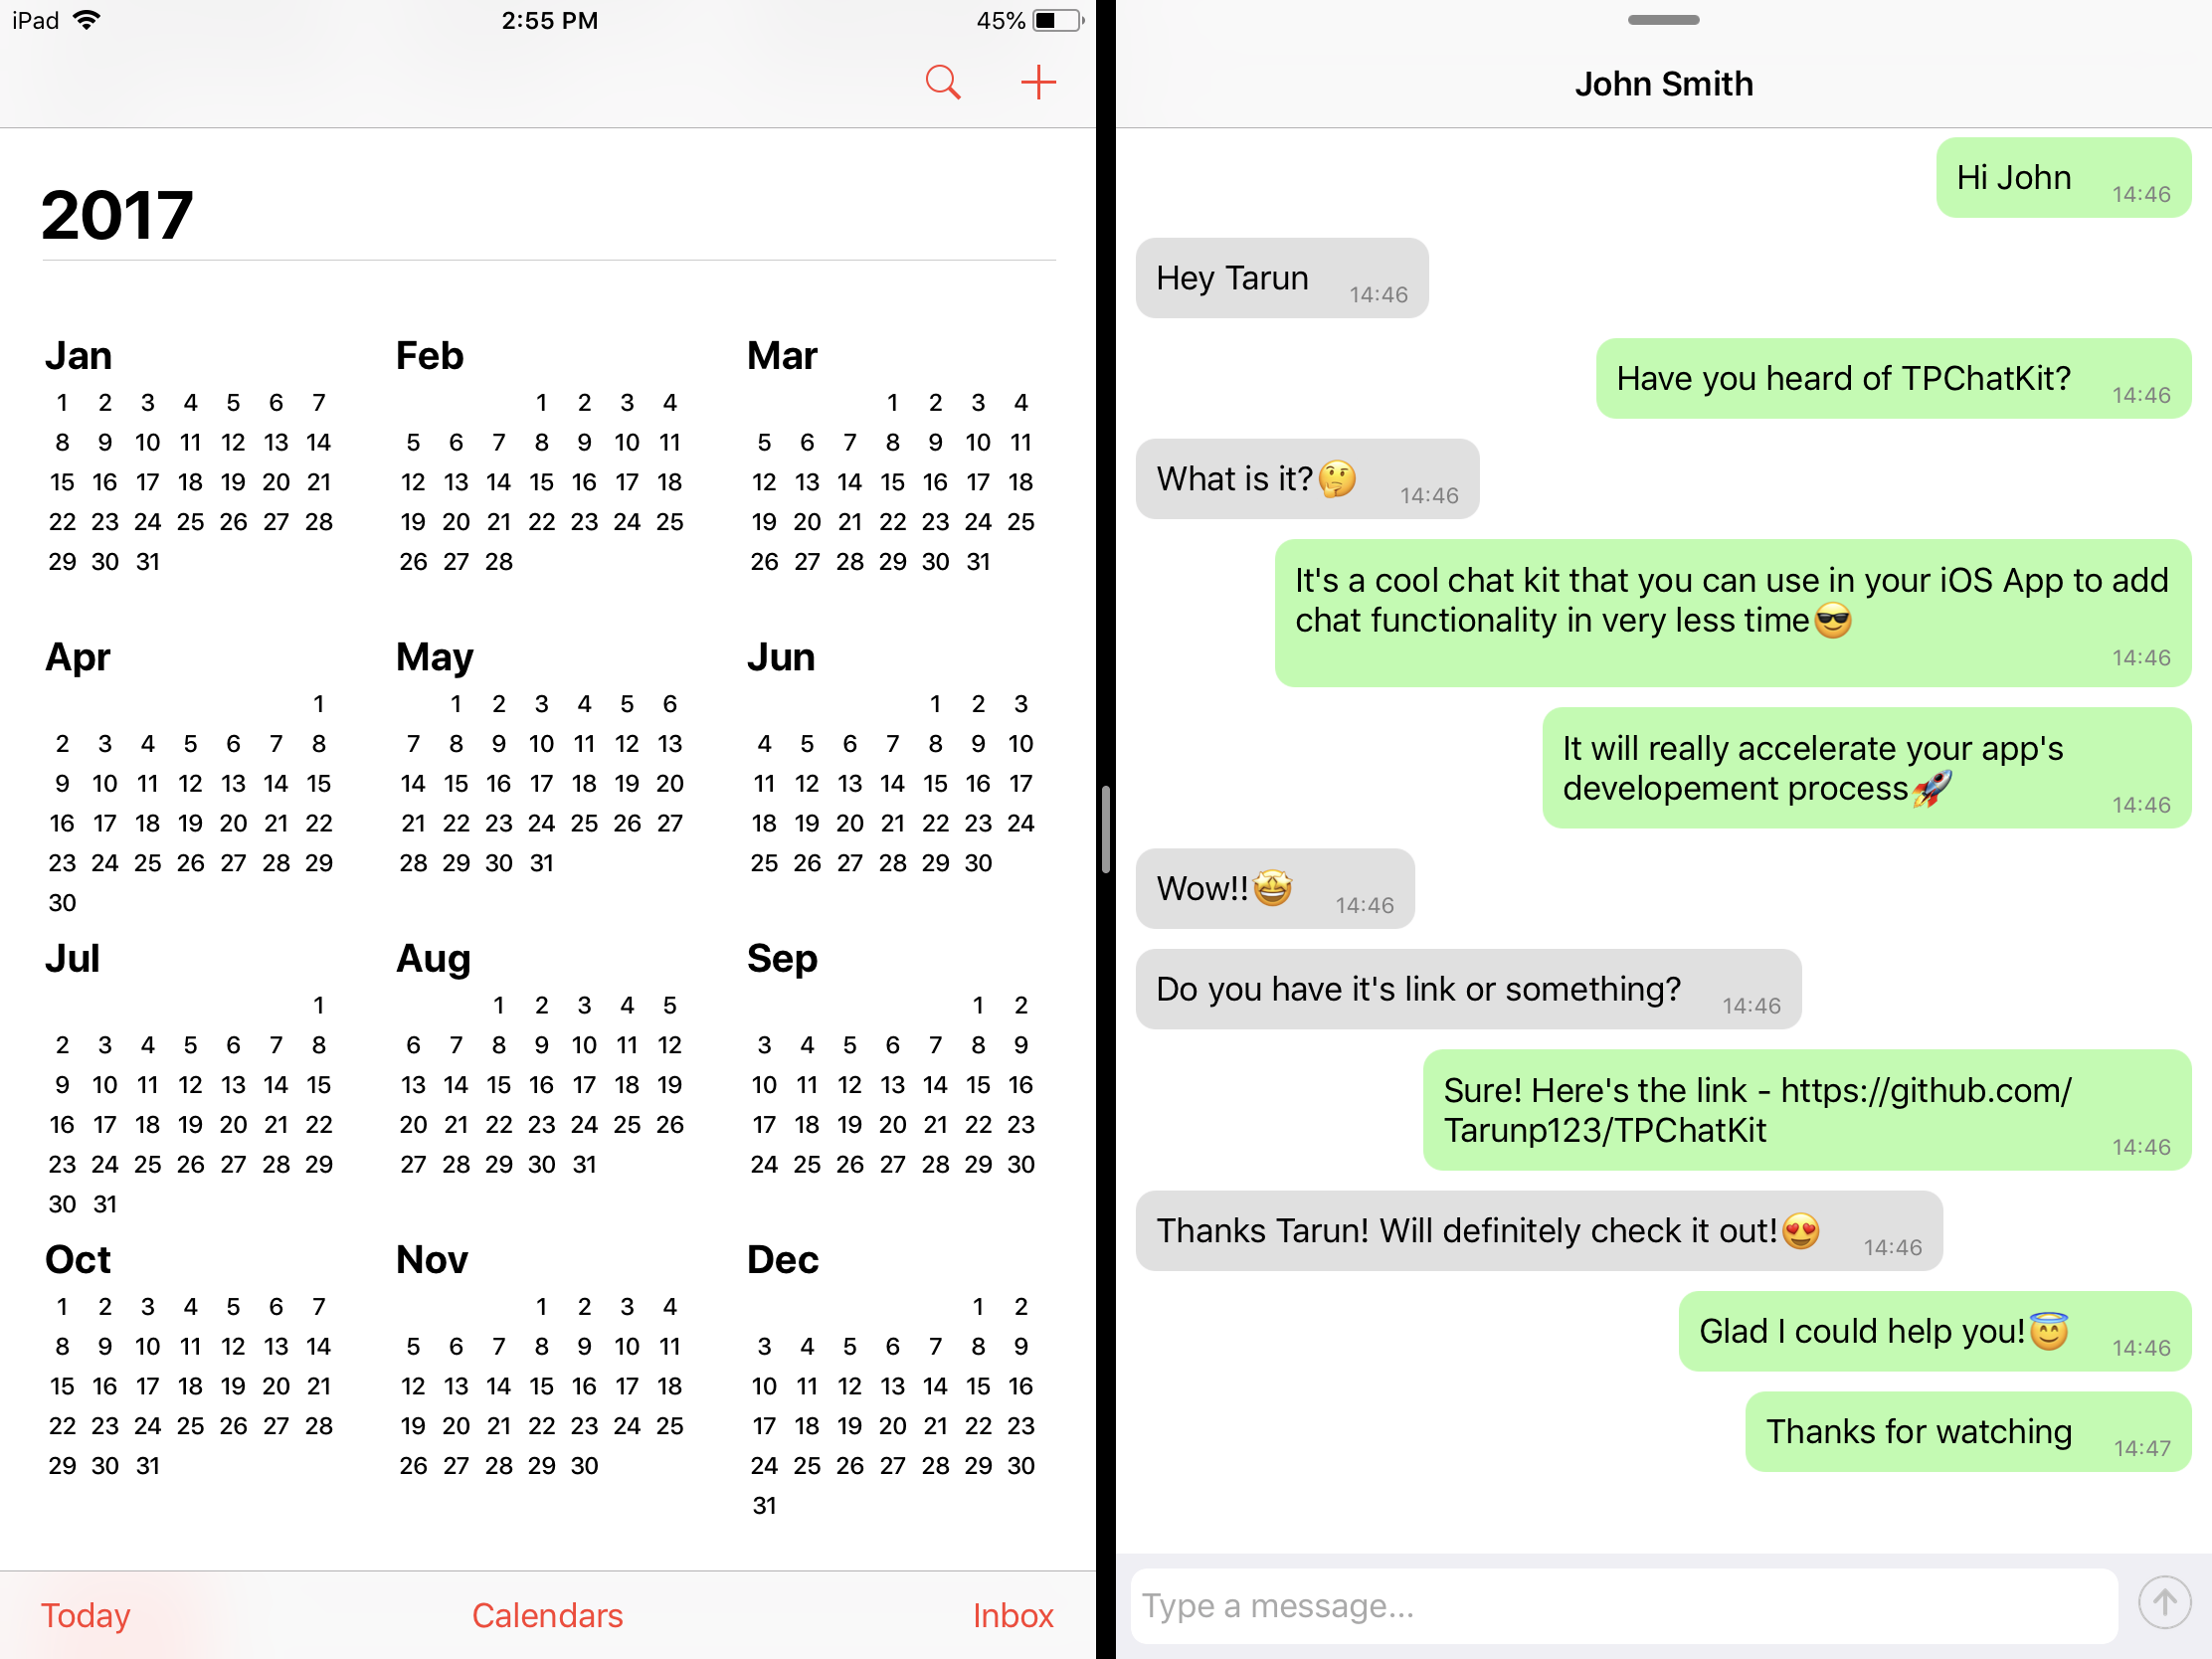 iPad 2:55 PM 45%
2017
Jan Feb Mar
1 2 3 4 5 6 7 1 2 3 4 1 2 3 4
8 9 10 11 12 13 14 5 6 7 8 9 10 11 5 6 7 8 9 10 11
15 16 17 18 19 20 21 12 13 14 15 16 17 18 12 13 14 15 16 17 18
22 23 24 25 26 27 28 19 20 21 22 23 24 25 19 20 21 22 23 24 25
29 30 31 26 27 28 26 27 28 29 30 31
Apr May Jun
1 1 2 3 4 5 6 1 2 3
2 3 4 5 6 7 8 7 8 9 10 11 12 13 4 5 6 7 8 9 10
9 10 11 12 13 14 15 14 15 16 17 18 19 20 11 12 13 14 15 16 17
16 17 18 19 20 21 22 21 22 23 24 25 26 27 18 19 20 21 22 23 24
23 24 25 26 27 28 29 28 29 30 31 25 26 27 28 29 30
30
Jul Aug Sep
1 1 2 3 4 5 1 2
2 3 4 5 6 7 8 6 7 8 9 10 11 12 3 4 5 6 7 8 9
9 10 11 12 13 14 15 13 14 15 16 17 18 19 10 11 12 13 14 15 16
16 17 18 19 20 21 22 20 21 22 23 24 25 26 17 18 19 20 21 22 23
23 24 25 26 27 28 29 27 28 29 30 31 24 25 26 27 28 29 30
30 31
Oct Nov Dec
1 2 3 4 5 6 7 1 2 3 4 1 2
8 9 10 11 12 13 14 5 6 7 8 9 10 11 3 4 5 6 7 8 9
15 16 17 18 19 20 21 12 13 14 15 16 17 18 10 11 12 13 14 15 16
22 23 24 25 26 27 28 19 20 21 22 23 24 25 17 18 19 20 21 22 23
29 30 31 26 27 28 29 30 24 25 26 27 28 29 30
31
Today Calendars Inbox
John Smith
Hi John 14:46
Hey Tarun 14:46
Have you heard of TPChatKit? 14:46
What is it?🤔 14:46
It's a cool chat kit that you can use in your iOS App to add
chat functionality in very less time😎
14:46
It will really accelerate your app's
developement process🚀 14:46
Wow!!🤩 14:46
Do you have it's link or something? 14:46
Sure! Here's the link - https://github.com/
Tarunp123/TPChatKit 14:46
Thanks Tarun! Will definitely check it out!😍 14:46
Glad I could help you!😇 14:46
Thanks for watching 14:47
Type a message...